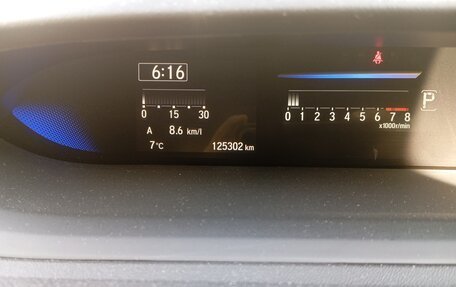 6:16
0 15 30
A 8.6 km/l
7°C 125302 km
0 1 2 3 4 5 6 7 8
x1000r/min
P